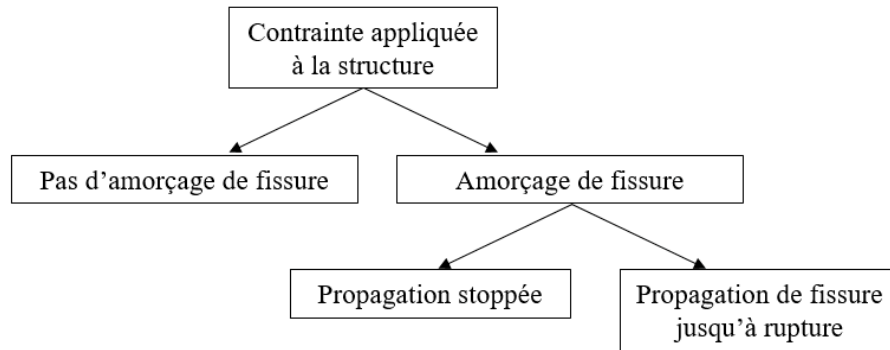 Contrainte appliquée
à la structure
Pas d’amorçage de fissure
Amorçage de fissure
Propagation stoppée
Propagation de fissure
jusqu’à rupture